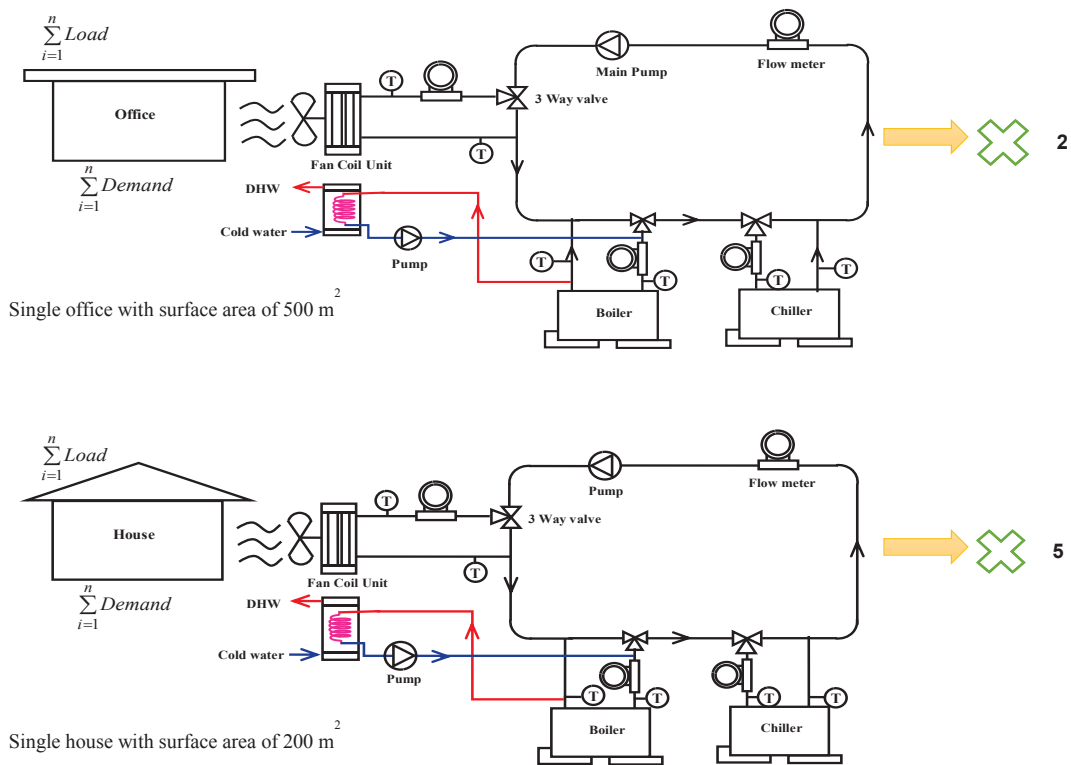 n
∑ Load
i=1
Office
n
∑ Demand
i=1
Fan Coil Unit
T
T
3 Way valve
Main Pump
Flow meter
2
DHW
Cold water
Pump
T
T
T
T
Boiler
Chiller
Single office with surface area of 500 m²
n
∑ Load
i=1
House
n
∑ Demand
i=1
Fan Coil Unit
T
T
3 Way valve
Pump
Flow meter
5
DHW
Cold water
Pump
T
T
T
T
Boiler
Chiller
Single house with surface area of 200 m²